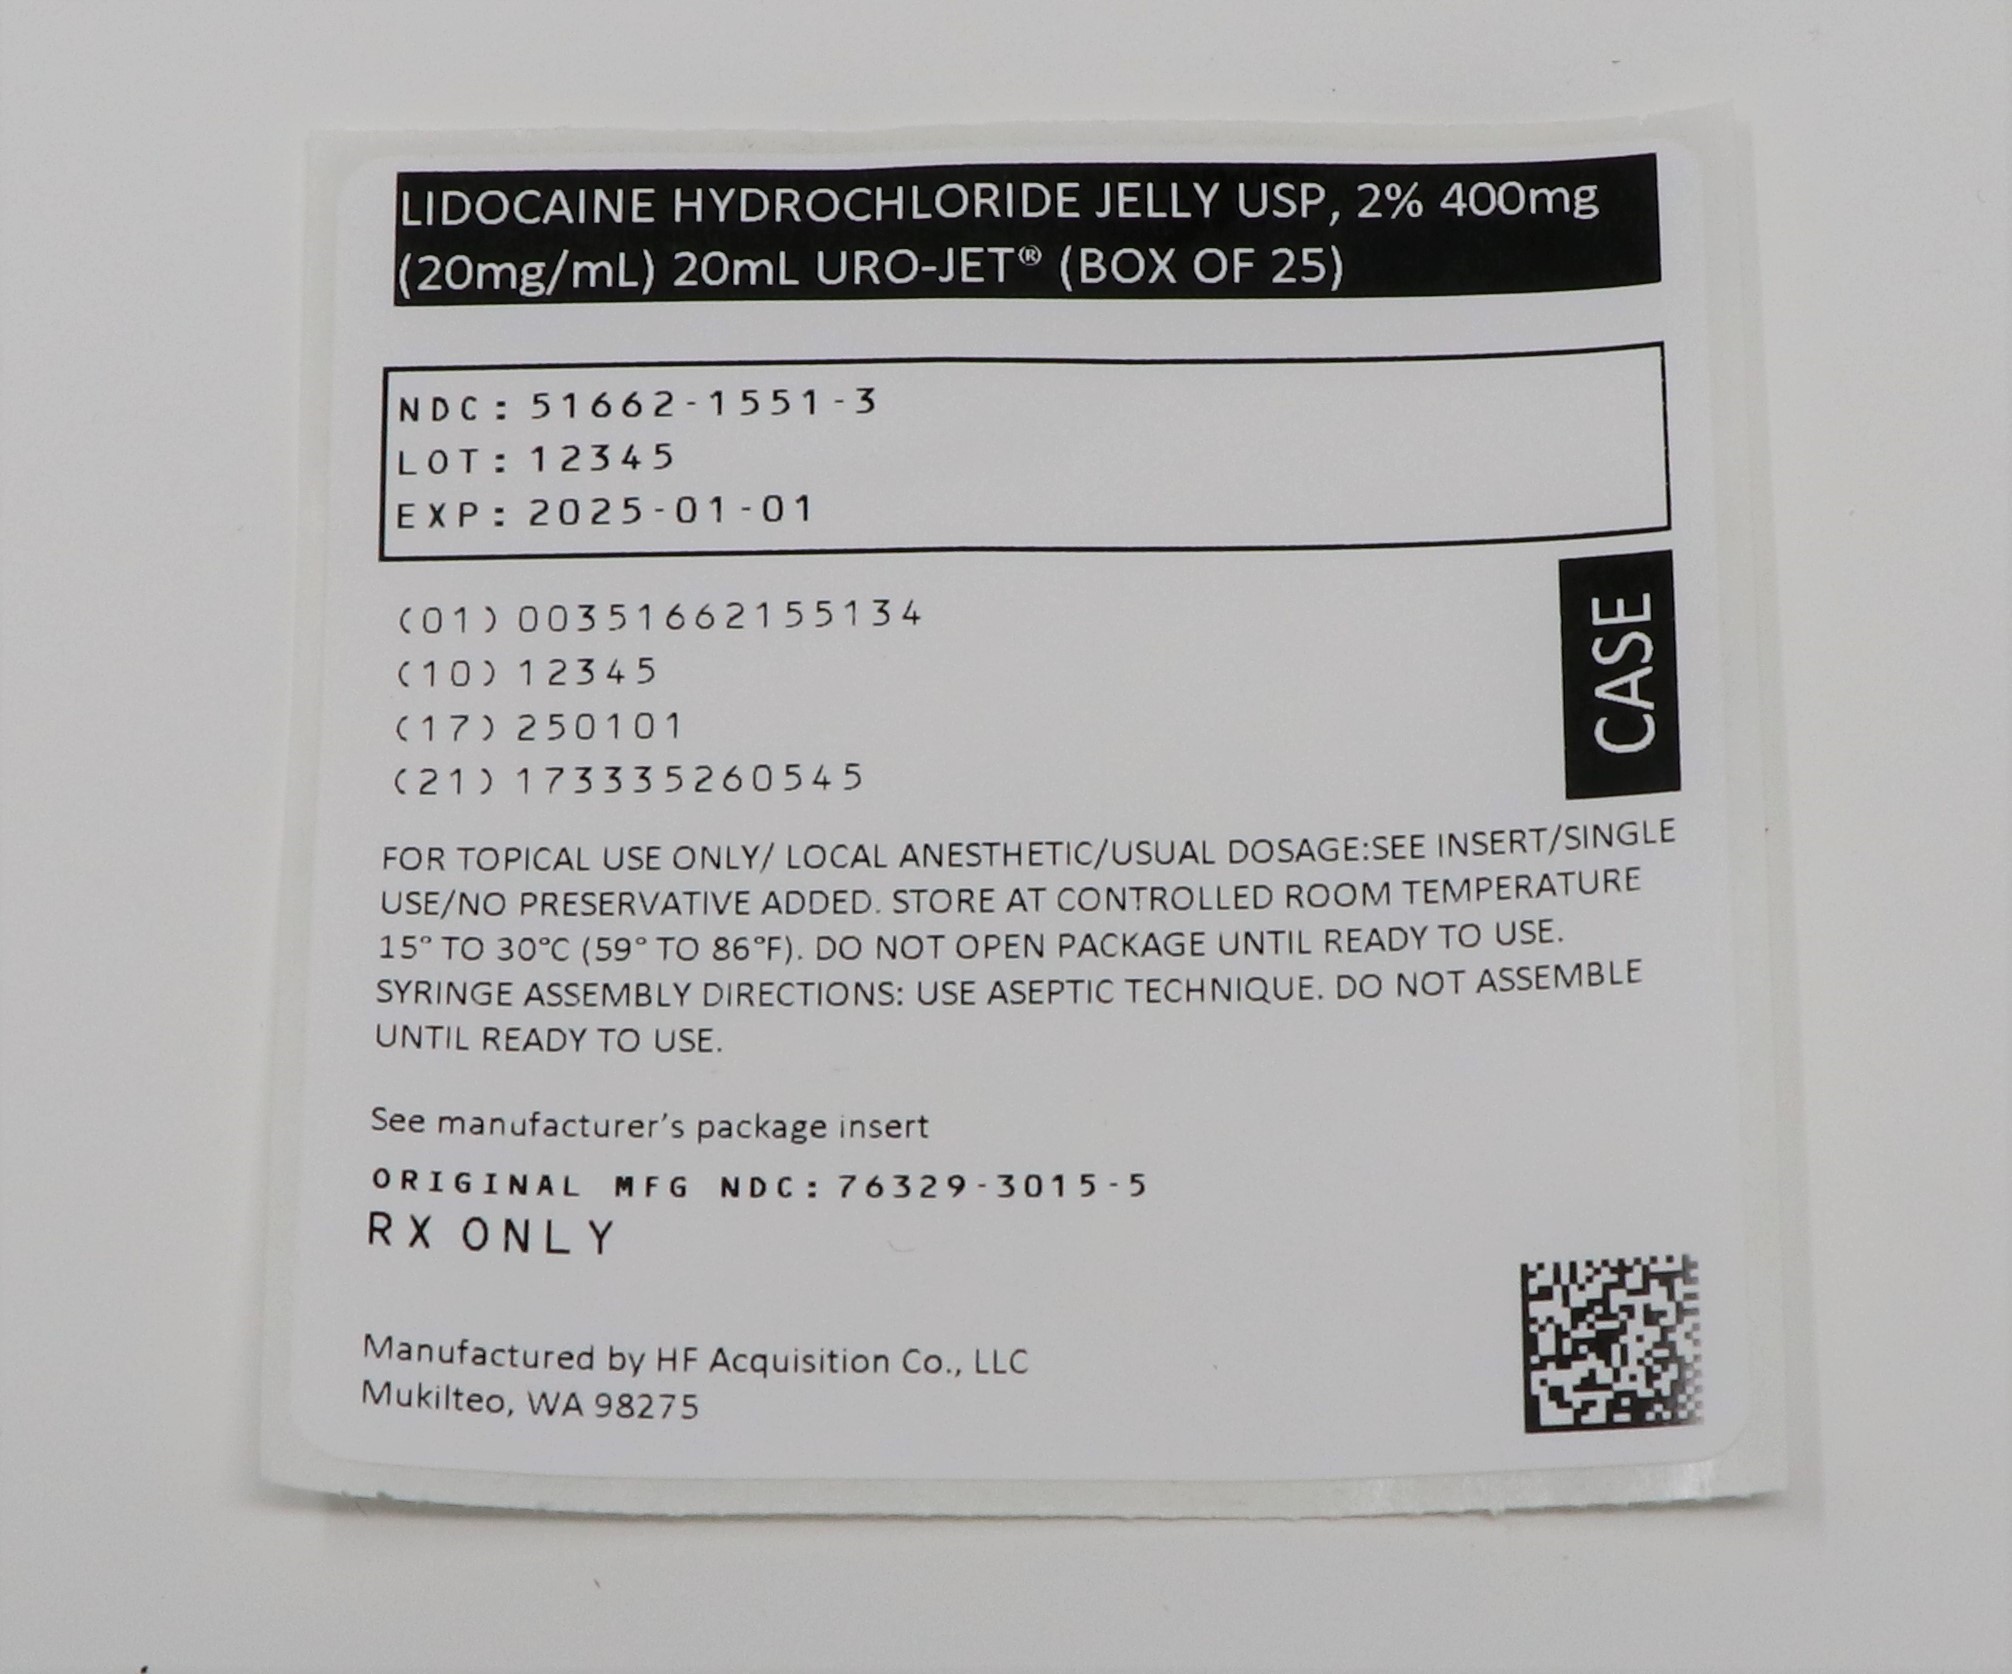 LIDOCAINE HYDROCHLORIDE JELLY USP, 2% 400mg
(20mg/mL) 20mL URO-JET® (BOX OF 25)
NDC: 51662-1551-3
LOT: 12345
EXP: 2025-01-01
(01) 00351662155134
(10) 12345
(17) 250101
(21) 173335260545
CASE
FOR TOPICAL USE ONLY/ LOCAL ANESTHETIC/USUAL DOSAGE:SEE INSERT/SINGLE
USE/NO PRESERVATIVE ADDED. STORE AT CONTROLLED ROOM TEMPERATURE
15° TO 30°C (59° TO 86°F). DO NOT OPEN PACKAGE UNTIL READY TO USE.
SYRINGE ASSEMBLY DIRECTIONS: USE ASEPTIC TECHNIQUE. DO NOT ASSEMBLE
UNTIL READY TO USE.
See manufacturer's package insert
ORIGINAL MFG NDC: 76329-3015-5
RX ONLY
Manufactured by HF Acquisition Co., LLC
Mukilteo, WA 98275